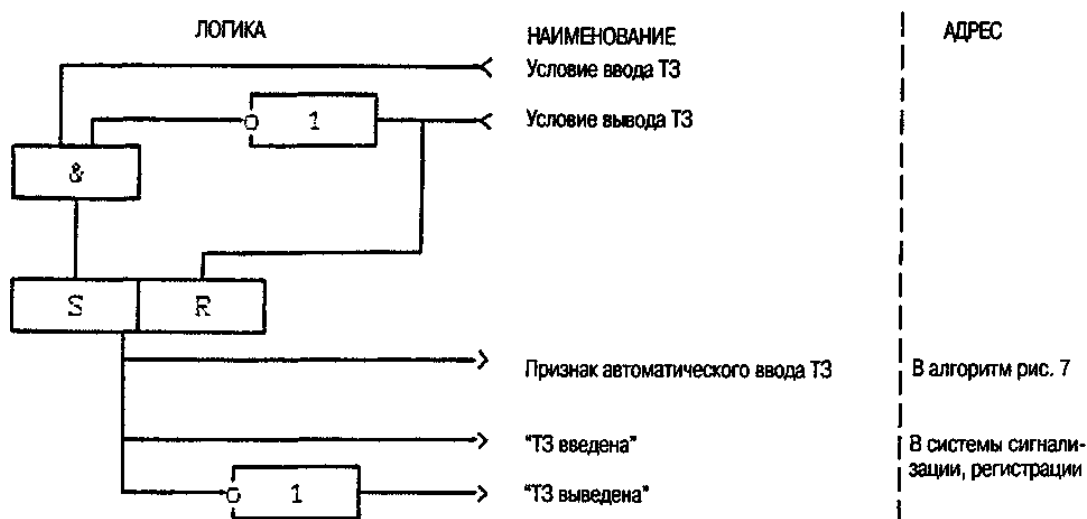 ЛОГИКА
НАИМЕНОВАНИЕ
АДРЕС
Условие ввода ТЗ
1
Условие вывода ТЗ
&
S
R
Признак автоматического ввода ТЗ
В алгоритм рис. 7
"ТЗ введена"
В системы сигнали-
зации, регистрации
1
"ТЗ выведена"